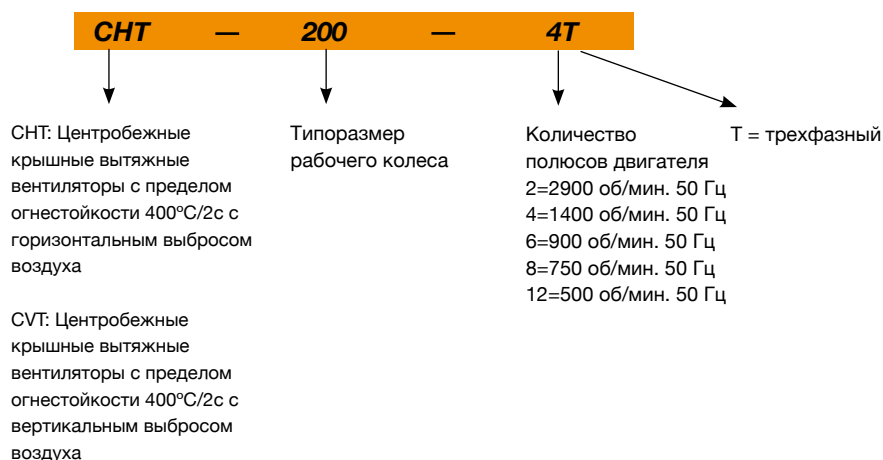 CHT — 200 — 4T
CHT: Центробежные
крышные вытяжные
вентиляторы с пределом
огнестойкости 400ºC/2с с
горизонтальным выбросом
воздуха
CVT: Центробежные
крышные вытяжные
вентиляторы с пределом
огнестойкости 400ºC/2с с
вертикальным выбросом
воздуха
Типоразмер
рабочего колеса
Количество
полюсов двигателя
2=2900 об/мин. 50 Гц
4=1400 об/мин. 50 Гц
6=900 об/мин. 50 Гц
8=750 об/мин. 50 Гц
12=500 об/мин. 50 Гц
T = трехфазный